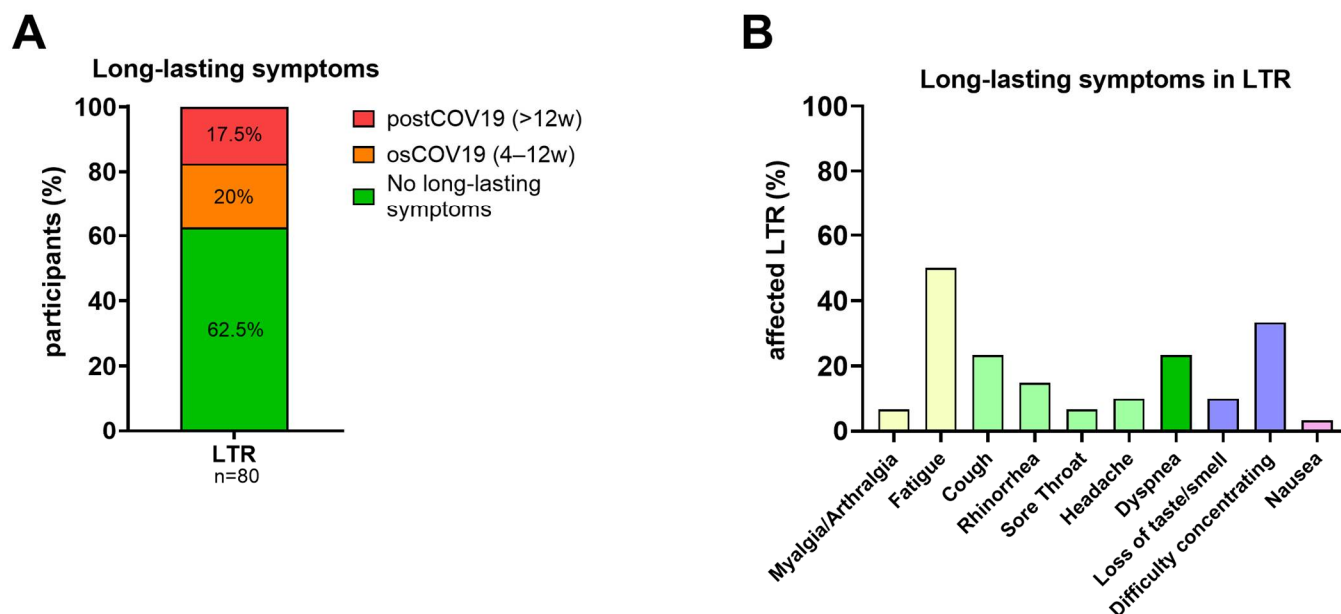 A
Long-lasting symptoms
participants (%)
100
80
60
40
20
0
17.5%
20%
62.5%
LTR
n=80
postCOV19 (>12w)
osCOV19 (4–12w)
No long-lasting
symptoms
B
Long-lasting symptoms in LTR
affected LTR (%)
100
80
60
40
20
0
Myalgia/Arthralgia
Fatigue
Cough
Rhinorrhea
Sore Throat
Headache
Dyspnea
Loss of taste/smell
Difficulty concentrating
Nausea